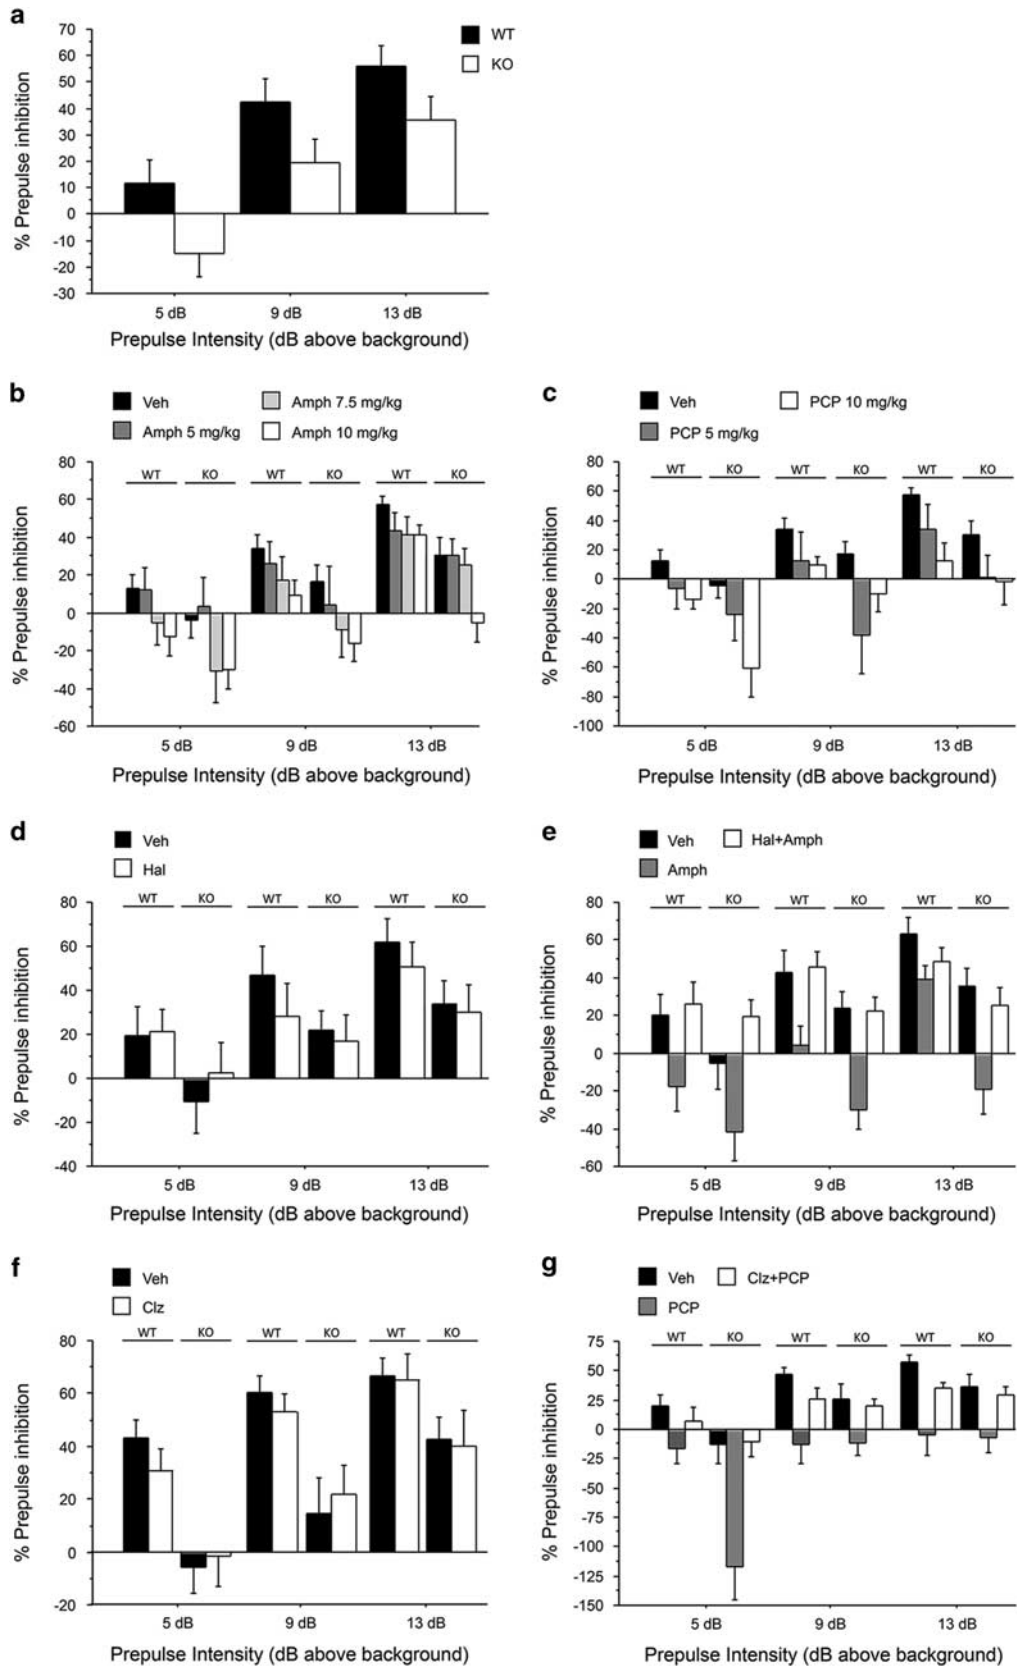 a
WT
KO
% Prepulse inhibition
70
60
50
40
30
20
10
0
-10
-20
-30
5 dB 9 dB 13 dB
Prepulse Intensity (dB above background)
b
Veh Amph 7.5 mg/kg
Amph 5 mg/kg Amph 10 mg/kg
WT KO WT KO WT KO
% Prepulse inhibition
80
60
40
20
0
-20
-40
-60
5 dB 9 dB 13 dB
Prepulse Intensity (dB above background)
c
Veh PCP 10 mg/kg
PCP 5 mg/kg
WT KO WT KO WT KO
% Prepulse inhibition
80
60
40
20
0
-20
-40
-60
-80
-100
5 dB 9 dB 13 dB
Prepulse Intensity (dB above background)
d
Veh
Hal
WT KO WT KO WT KO
% Prepulse inhibition
80
60
40
20
0
-20
-40
5 dB 9 dB 13 dB
Prepulse Intensity (dB above background)
e
Veh Hal+Amph
Amph
WT KO WT KO WT KO
% Prepulse inhibition
80
60
40
20
0
-20
-40
-60
5 dB 9 dB 13 dB
Prepulse Intensity (dB above background)
f
Veh
Clz
WT KO WT KO WT KO
% Prepulse inhibition
80
60
40
20
0
-20
5 dB 9 dB 13 dB
Prepulse Intensity (dB above background)
g
Veh Clz+PCP
PCP
WT KO WT KO WT KO
% Prepulse inhibition
75
50
25
0
-25
-50
-75
-100
-125
-150
5 dB 9 dB 13 dB
Prepulse Intensity (dB above background)